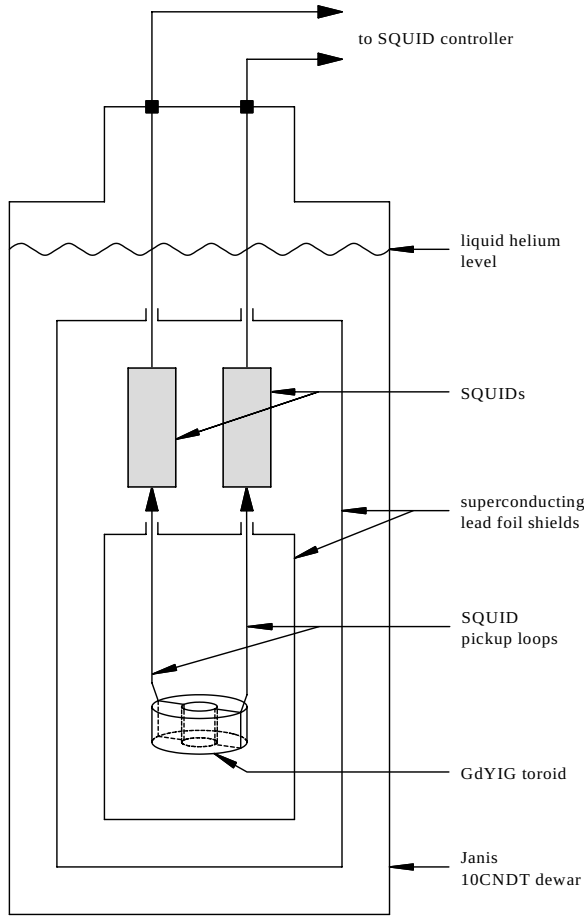 to SQUID controller
liquid helium
level
SQUIDs
superconducting
lead foil shields
SQUID
pickup loops
GdYIG toroid
Janis
10CNDT dewar